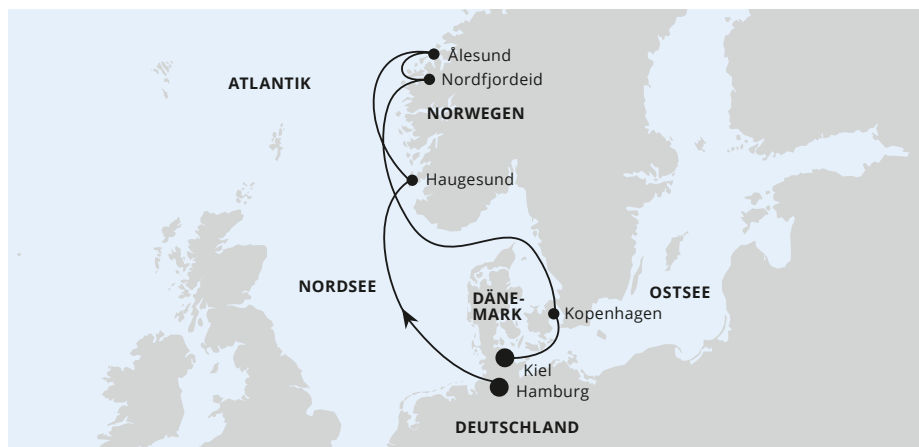 Ålesund
ATLANTIK
Nordfjordeid
NORWEGEN
Haugesund
NORDSEE
DÄNE-
MARK
OSTSEE
Kopenhagen
Kiel
Hamburg
DEUTSCHLAND